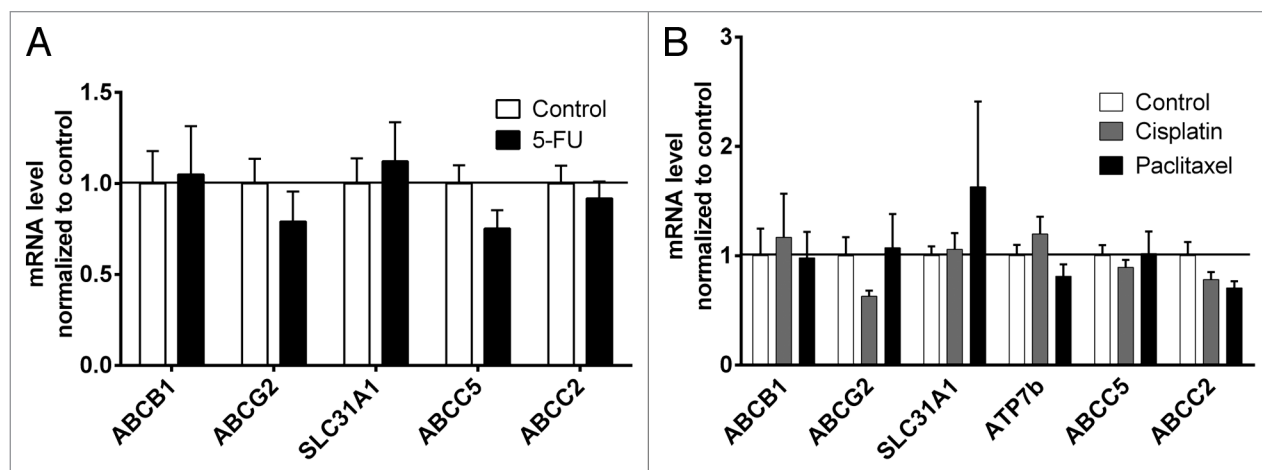 A
mRNA level
normalized to control
1.5
1.0
0.5
0.0
Control
5-FU
ABCB1
ABCG2
SLC31A1
ABCC5
ABCC2
B
mRNA level
normalized to control
3
2
1
0
Control
Cisplatin
Paclitaxel
ABCB1
ABCG2
SLC31A1
ATP7b
ABCC5
ABCC2